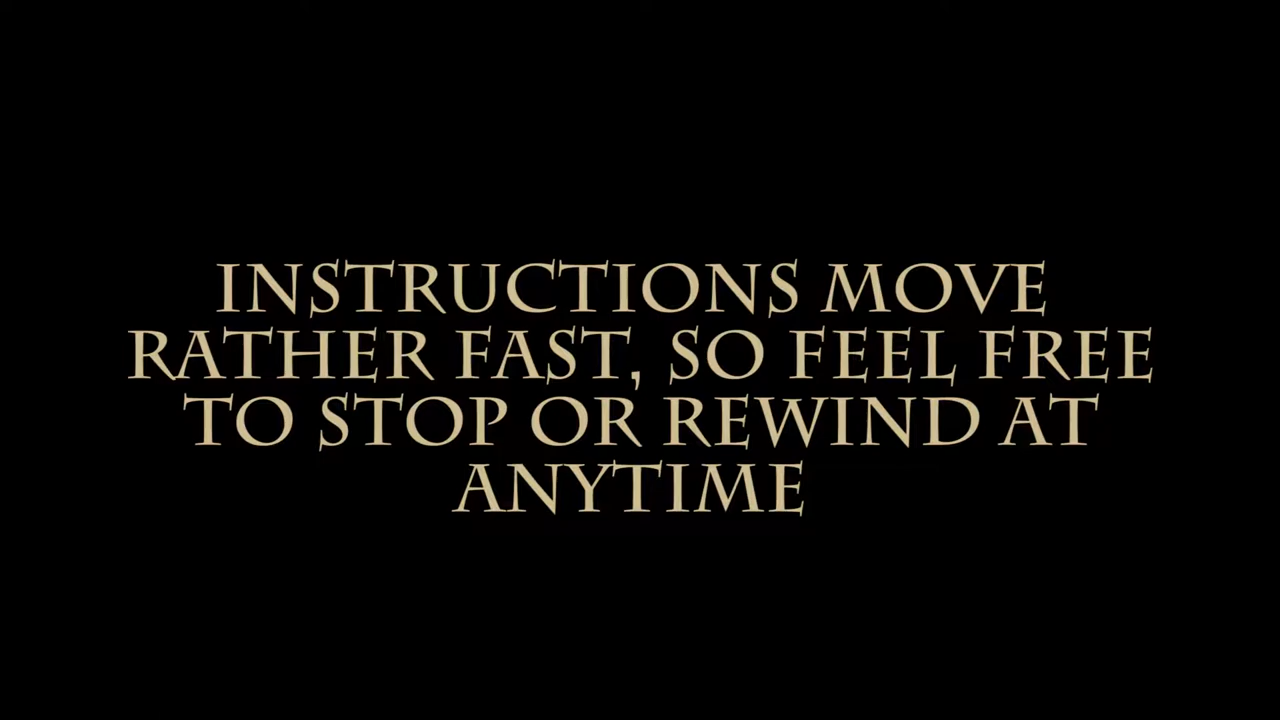 INSTRUCTIONS MOVE
RATHER FAST, SO FEEL FREE
TO STOP OR REWIND AT
ANYTIME